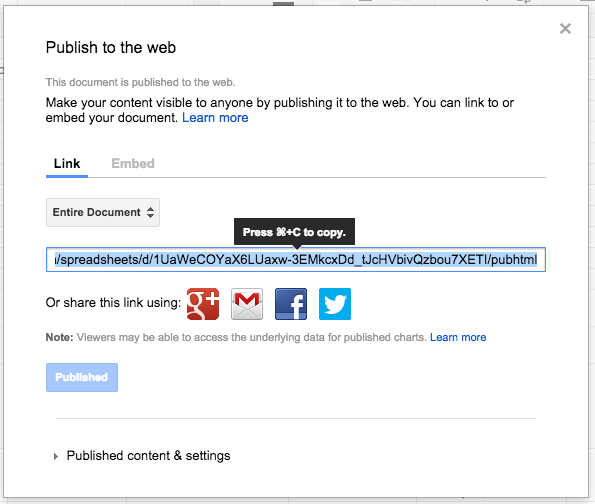 Publish to the web
This document is published to the web.
Make your content visible to anyone by publishing it to the web. You can link to or
embed your document. Learn more
Link Embed
Entire Document
Press ⌘+C to copy.
/spreadsheets/d/1UaWeCOYaX6LUaxw-3EMkcxDd_tJcHVbivQzbou7XETI/pubhtml
Or share this link using: g+ M f
Note: Viewers may be able to access the underlying data for published charts. Learn more
Published
Published content & settings